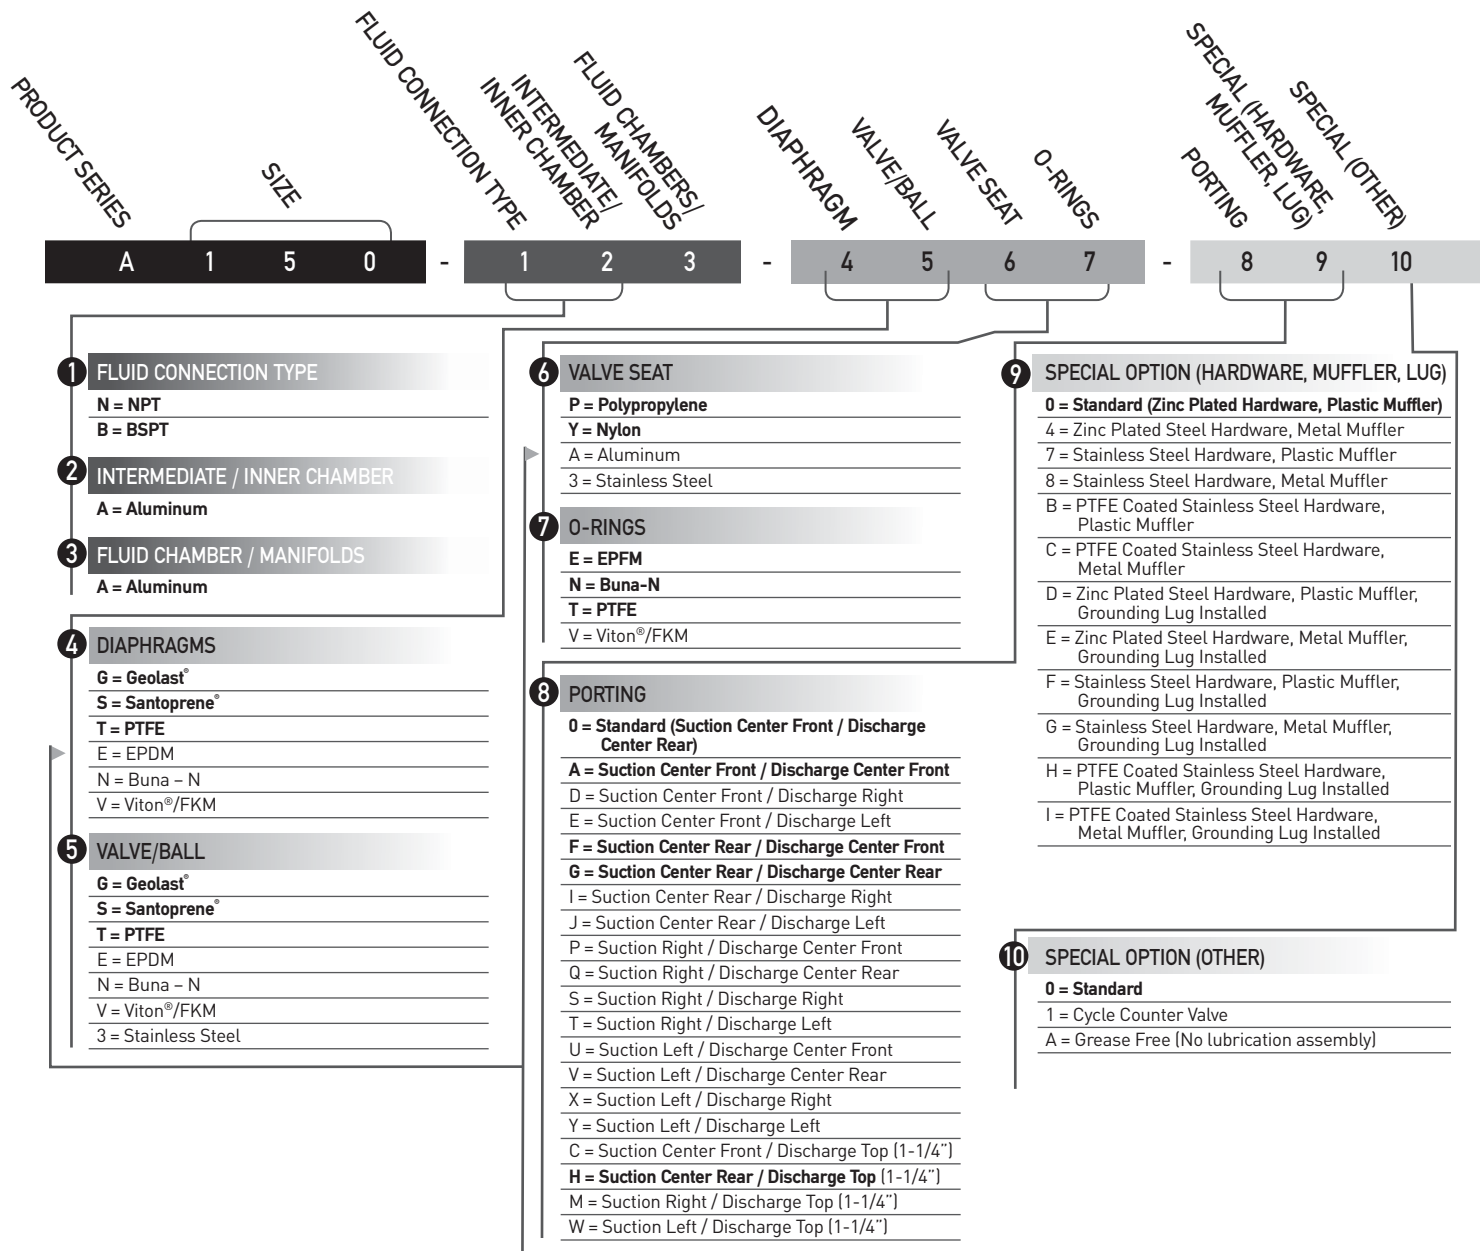 PRODUCT SERIES
SIZE
FLUID CONNECTION TYPE
INTERMEDIATE/
INNER CHAMBER
FLUID CHAMBERS/
MANIFOLDS
DIAPHRAGM
VALVE/BALL
VALVE SEAT
O-RINGS
PORTING
SPECIAL (HARDWARE,
MUFFLER, LUG)
SPECIAL (OTHER)
A 1 5 0 - 1 2 3 - 4 5 6 7 - 8 9 10
1 FLUID CONNECTION TYPE
N = NPT
B = BSPT
2 INTERMEDIATE / INNER CHAMBER
A = Aluminum
3 FLUID CHAMBER / MANIFOLDS
A = Aluminum
4 DIAPHRAGMS
G = Geolast®
S = Santoprene®
T = PTFE
E = EPDM
N = Buna – N
V = Viton®/FKM
5 VALVE/BALL
G = Geolast®
S = Santoprene®
T = PTFE
E = EPDM
N = Buna – N
V = Viton®/FKM
3 = Stainless Steel
6 VALVE SEAT
P = Polypropylene
Y = Nylon
A = Aluminum
3 = Stainless Steel
7 O-RINGS
E = EPFM
N = Buna-N
T = PTFE
V = Viton®/FKM
8 PORTING
0 = Standard (Suction Center Front / Discharge
Center Rear)
A = Suction Center Front / Discharge Center Front
D = Suction Center Front / Discharge Right
E = Suction Center Front / Discharge Left
F = Suction Center Rear / Discharge Center Front
G = Suction Center Rear / Discharge Center Rear
I = Suction Center Rear / Discharge Right
J = Suction Center Rear / Discharge Left
P = Suction Right / Discharge Center Front
Q = Suction Right / Discharge Center Rear
S = Suction Right / Discharge Right
T = Suction Right / Discharge Left
U = Suction Left / Discharge Center Front
V = Suction Left / Discharge Center Rear
X = Suction Left / Discharge Right
Y = Suction Left / Discharge Left
C = Suction Center Front / Discharge Top (1-1/4")
H = Suction Center Rear / Discharge Top (1-1/4")
M = Suction Right / Discharge Top (1-1/4")
W = Suction Left / Discharge Top (1-1/4")
9 SPECIAL OPTION (HARDWARE, MUFFLER, LUG)
0 = Standard (Zinc Plated Hardware, Plastic Muffler)
4 = Zinc Plated Steel Hardware, Metal Muffler
7 = Stainless Steel Hardware, Plastic Muffler
8 = Stainless Steel Hardware, Metal Muffler
B = PTFE Coated Stainless Steel Hardware,
Plastic Muffler
C = PTFE Coated Stainless Steel Hardware,
Metal Muffler
D = Zinc Plated Steel Hardware, Plastic Muffler,
Grounding Lug Installed
E = Zinc Plated Steel Hardware, Metal Muffler,
Grounding Lug Installed
F = Stainless Steel Hardware, Plastic Muffler,
Grounding Lug Installed
G = Stainless Steel Hardware, Metal Muffler,
Grounding Lug Installed
H = PTFE Coated Stainless Steel Hardware,
Plastic Muffler, Grounding Lug Installed
I = PTFE Coated Stainless Steel Hardware,
Metal Muffler, Grounding Lug Installed
10 SPECIAL OPTION (OTHER)
0 = Standard
1 = Cycle Counter Valve
A = Grease Free (No lubrication assembly)